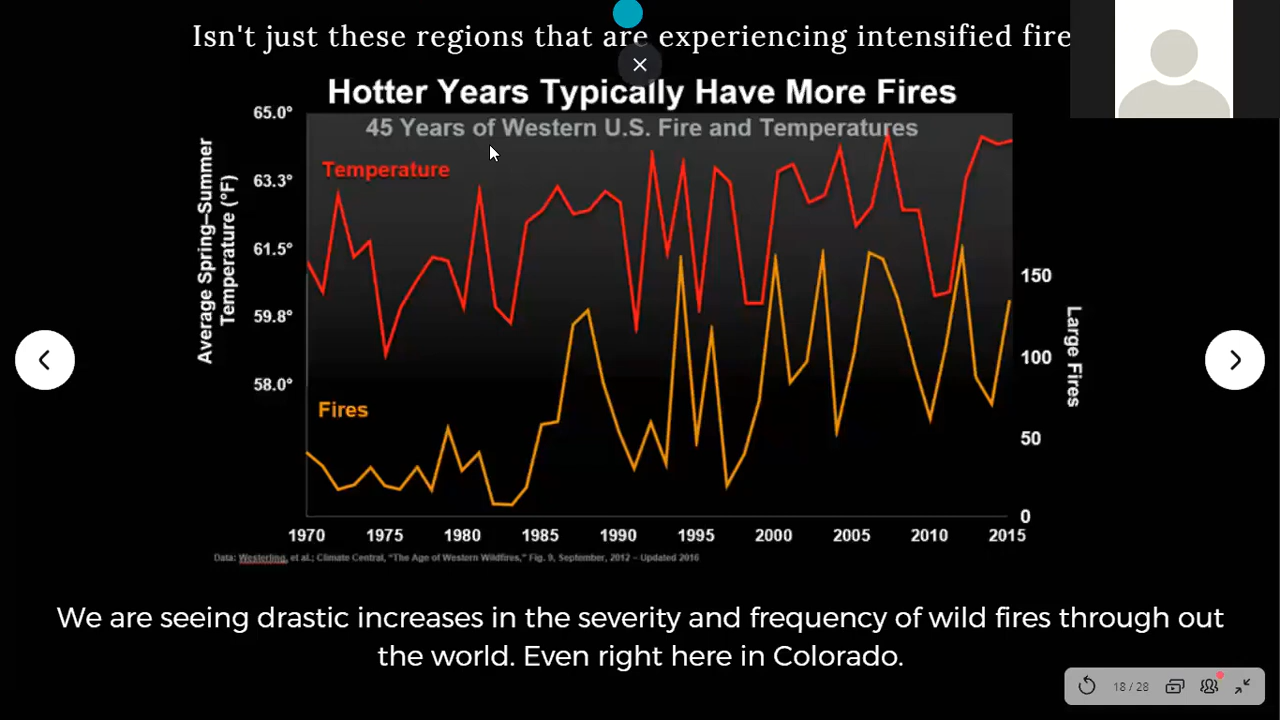 Isn't just these regions that are experiencing intensified fire
Hotter Years Typically Have More Fires
45 Years of Western U.S. Fire and Temperatures
65.0°
63.3°
61.5°
59.8°
58.0°
Average Spring–Summer
Temperature (°F)
Temperature
Fires
150
100
50
0
Large Fires
1970 1975 1980 1985 1990 1995 2000 2005 2010 2015
Data: Westerling, et al.; Climate Central, "The Age of Western Wildfires," Fig. 9, September, 2012 – Updated 2016
We are seeing drastic increases in the severity and frequency of wild fires through out
the world. Even right here in Colorado.
18 / 28